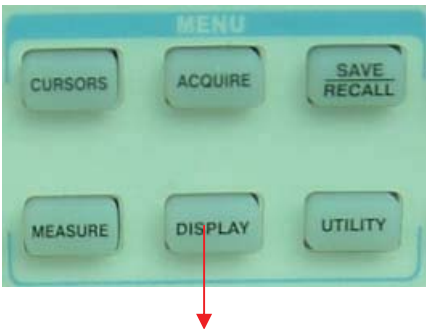 MENU
CURSORS ACQUIRE SAVE
RECALL
MEASURE DISPLAY UTILITY